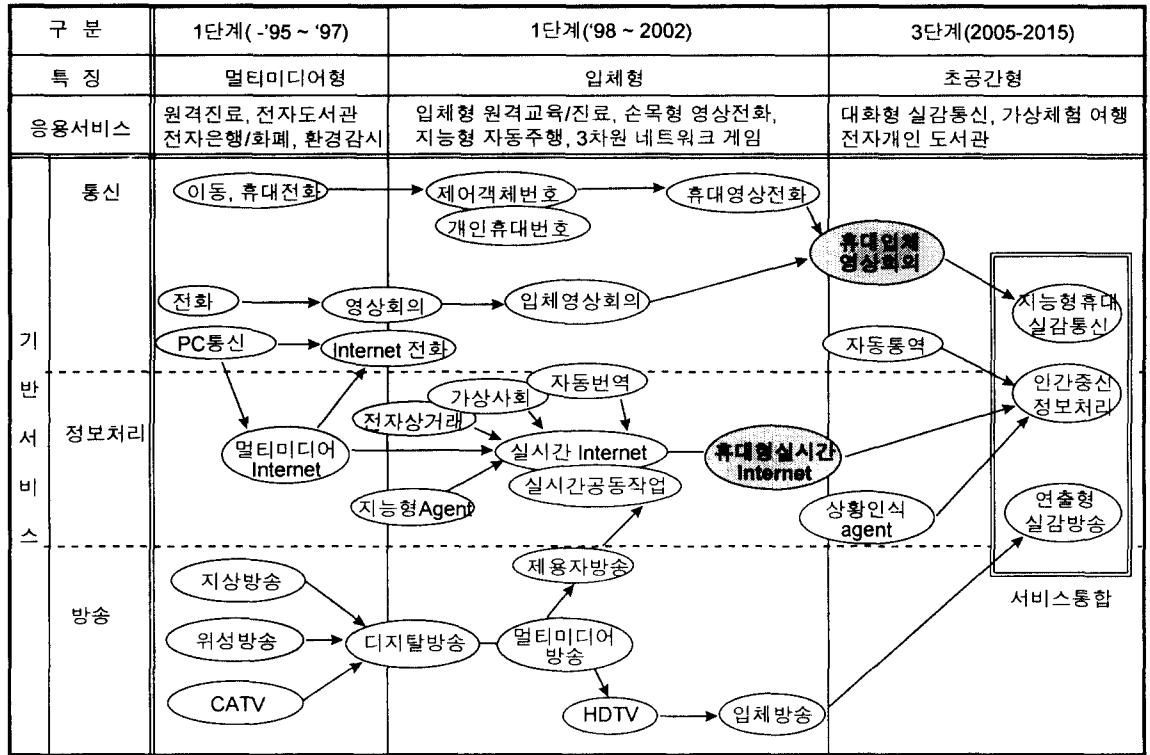 구 분
1단계( -'95 ~ '97)
1단계('98 ~ 2002)
3단계(2005-2015)
특 징
멀티미디어형
입체형
초공간형
응용서비스
원격진료, 전자도서관
전자은행/화폐, 환경감시
입체형 원격교육/진료, 손목형 영상전화,
지능형 자동주행, 3차원 네트워크 게임
대화형 실감통신, 가상체험 여행
전자개인 도서관
기
반
서
비
스
통신
이동, 휴대전화
제어객체번호
개인휴대번호
휴대영상전화
휴대입체
영상회의
전화
영상회의
입체영상회의
지능형휴대
실감통신
PC통신
Internet 전화
자동통역
정보처리
가상사회
자동번역
인간중신
정보처리
전자상거래
멀티미디어
Internet
실시간 Internet
휴대형실시간
Internet
실시간공동작업
지능형Agent
상황인식
agent
연출형
실감방송
방송
지상방송
제용자방송
서비스통합
위성방송
디지탈방송
멀티미디어
방송
CATV
HDTV
입체방송